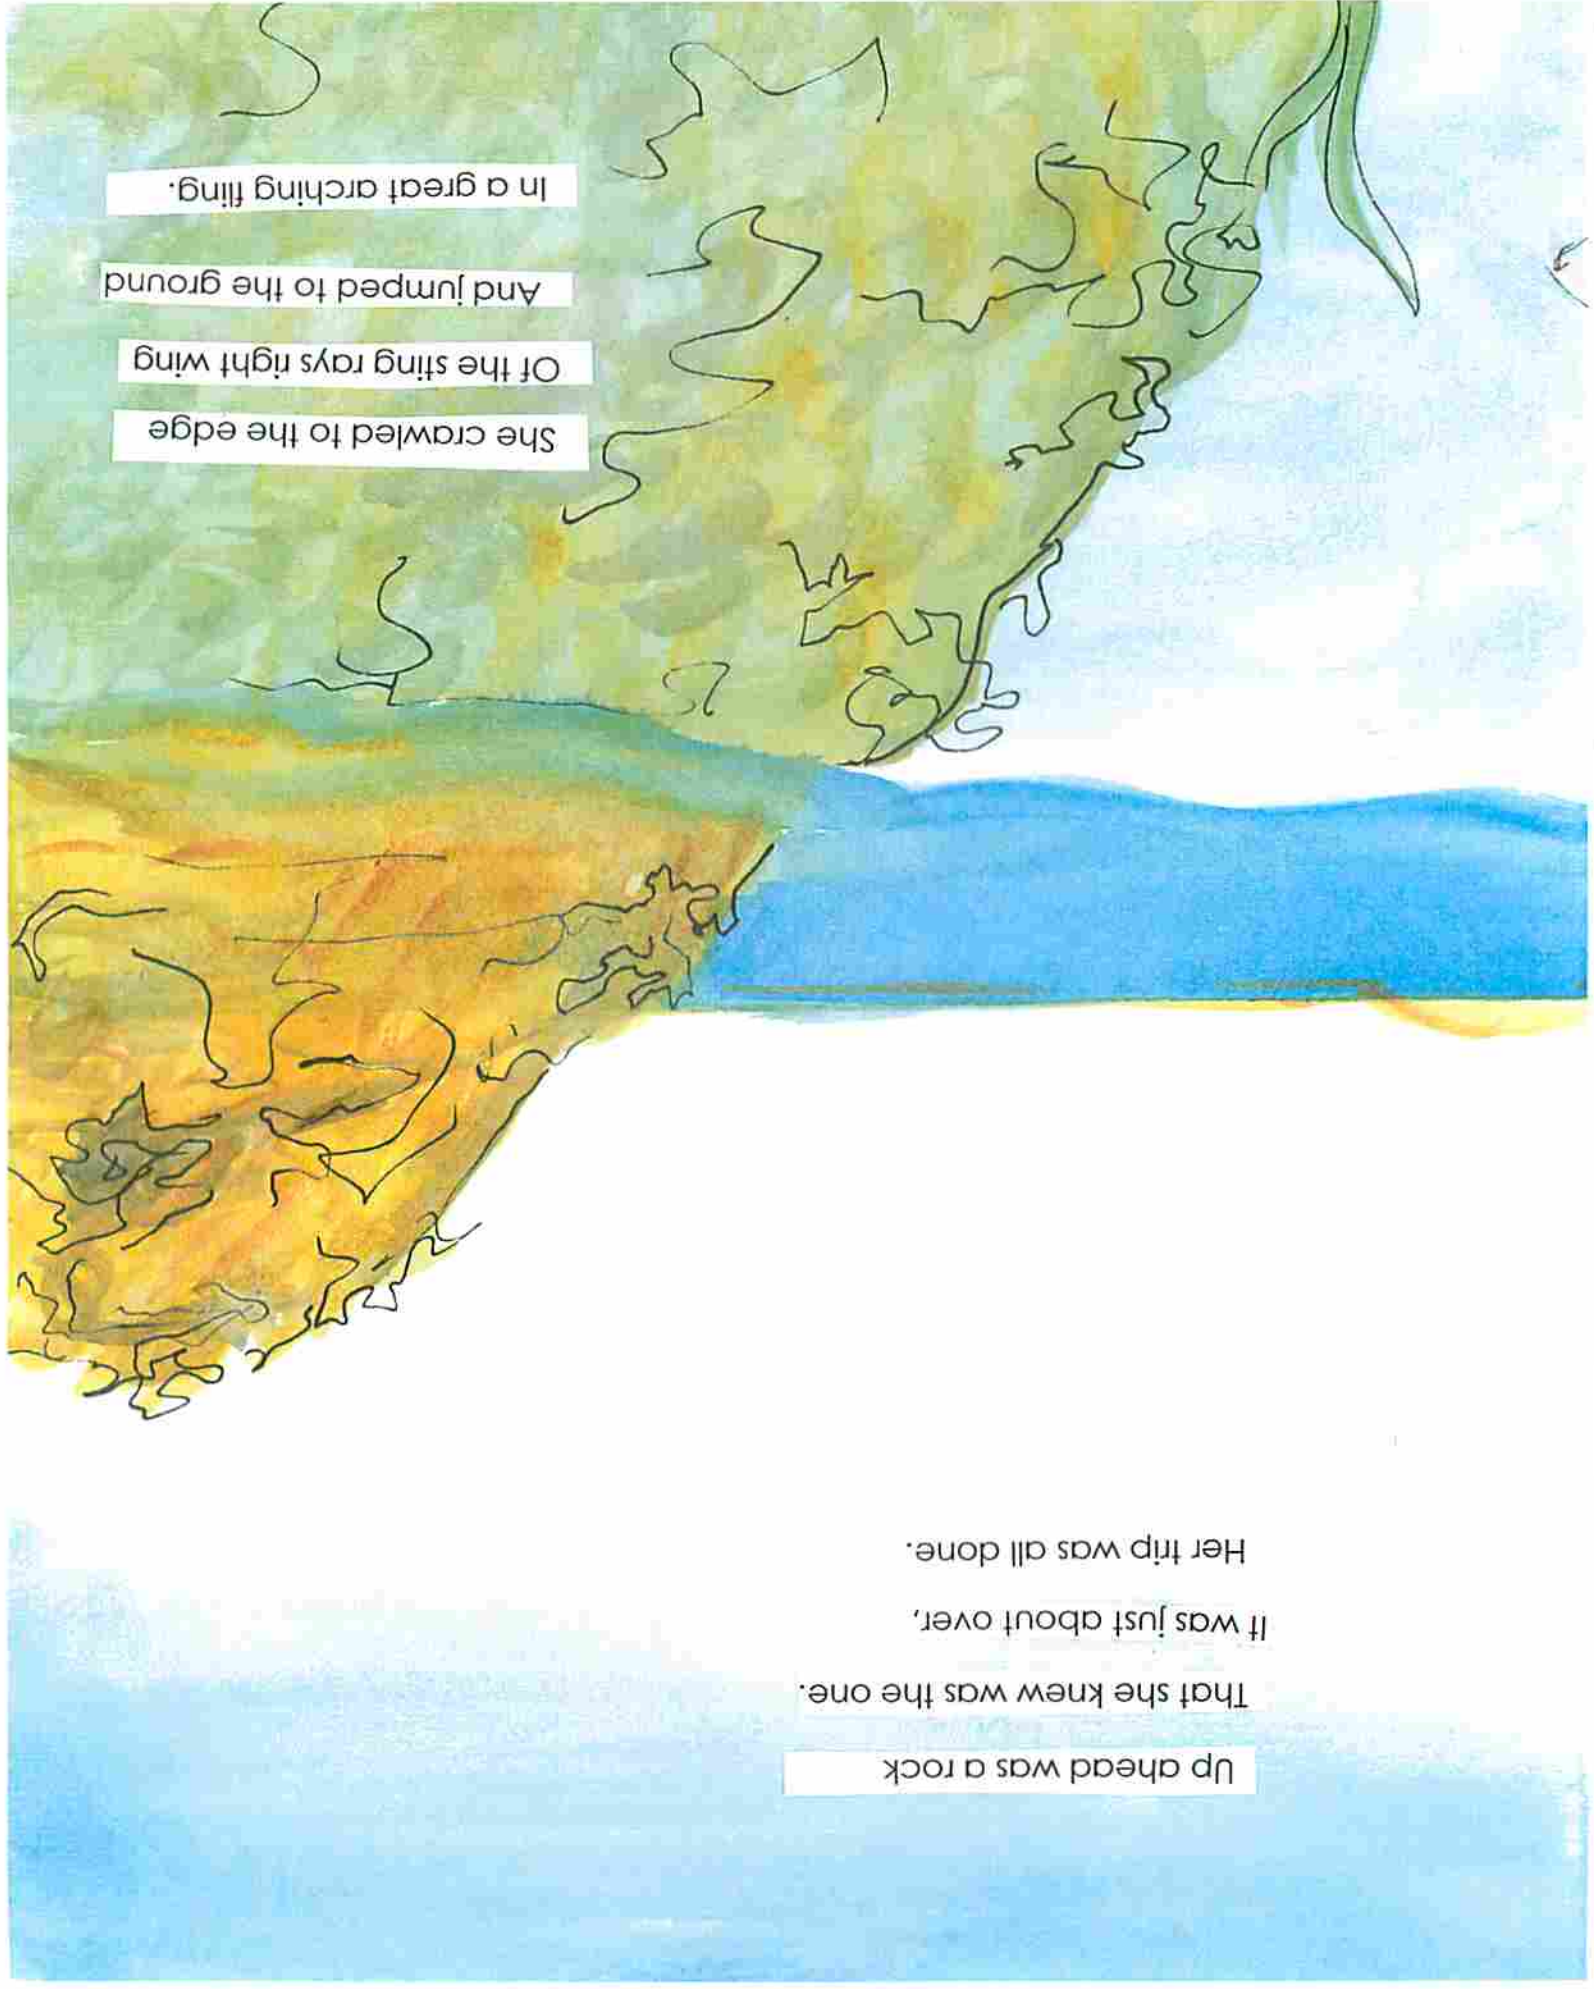 Up ahead was a rock
That she knew was the one.
It was just about over,
Her trip was all done.
She crawled to the edge
Of the sting rays right wing
And jumped to the ground
In a great arching fling.